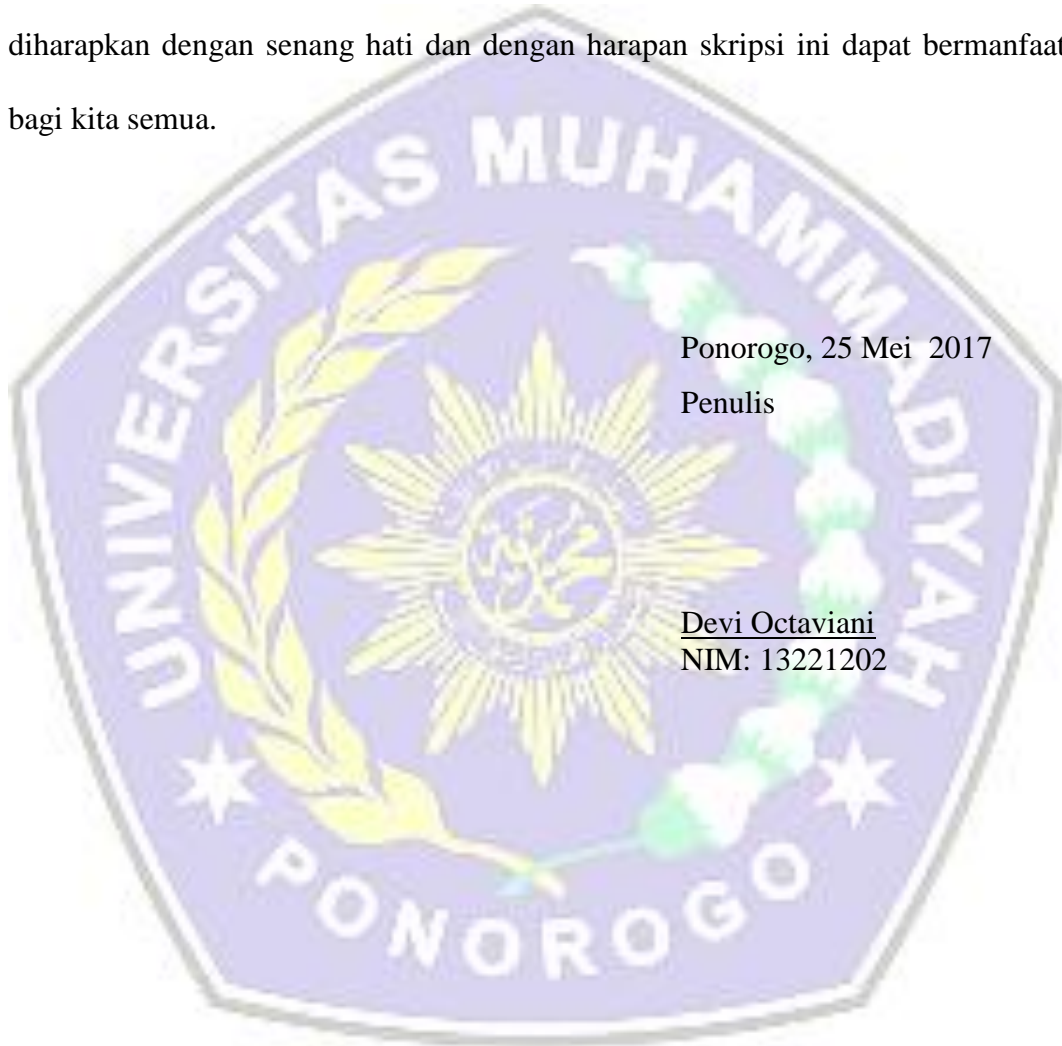 diharapkan dengan senang hati dan dengan harapan skripsi ini dapat bermanfaat
bagi kita semua.
UNIVERSITAS MUHAMMADIYAH
Ponorogo, 25 Mei 2017
Penulis
Devi Octaviani
NIM: 13221202
PONOROGO